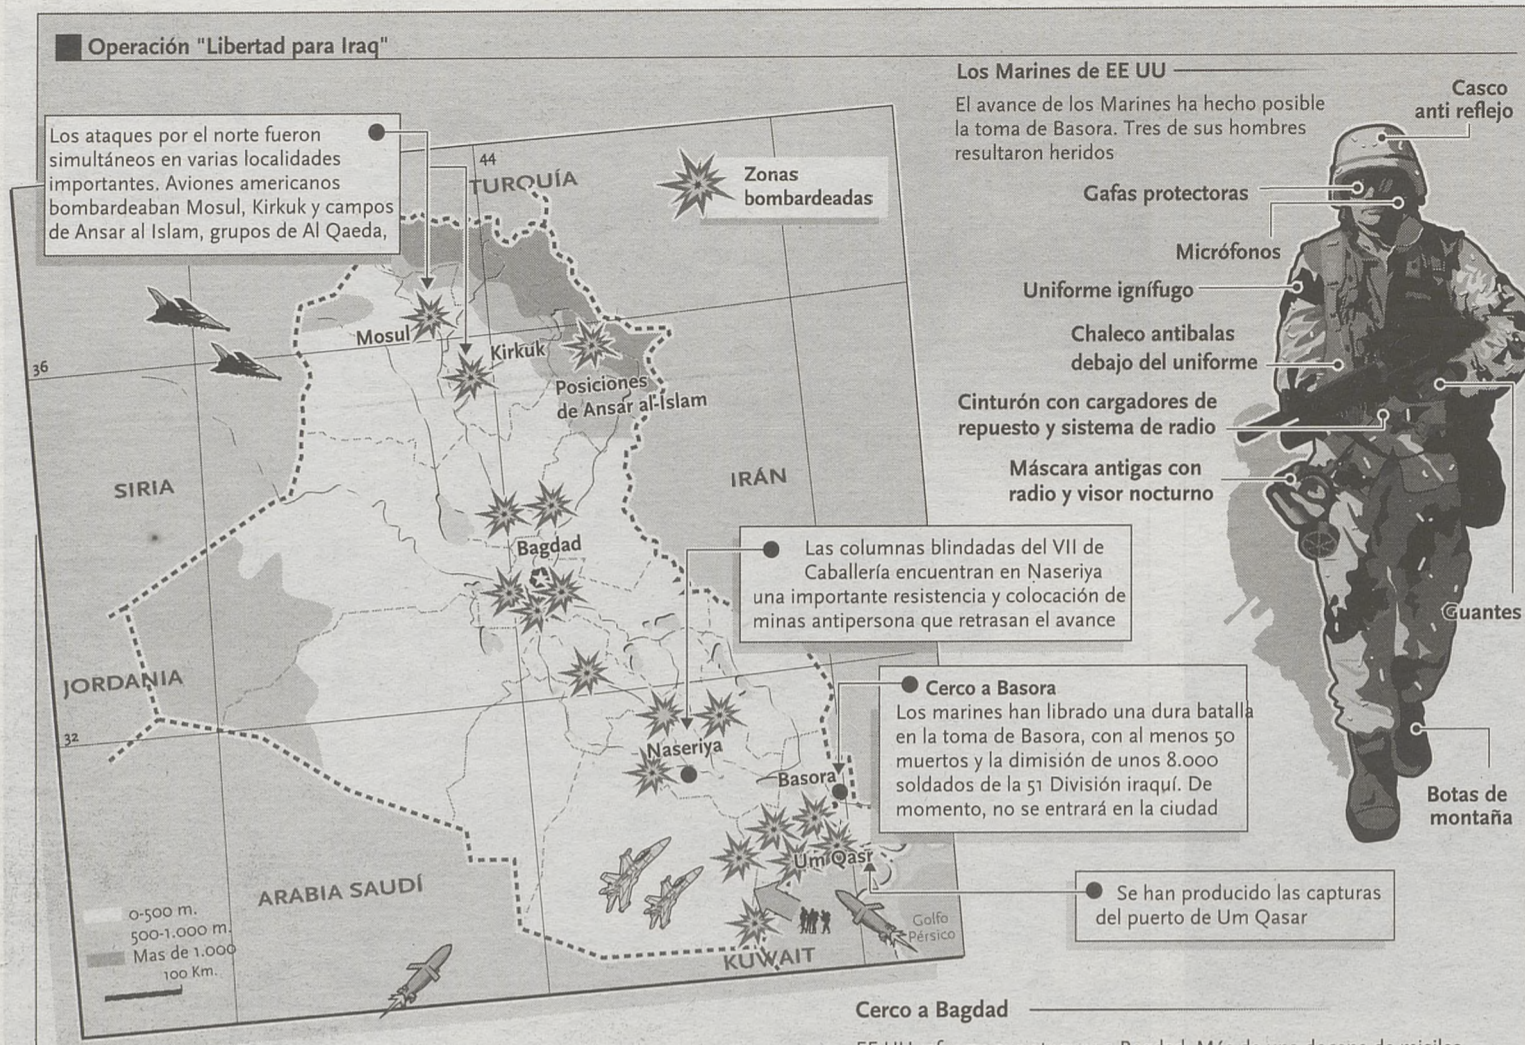 Operación "Libertad para Iraq"
Los ataques por el norte fueron
simultáneos en varias localidades
importantes. Aviones americanos
bombardeaban Mosul, Kirkuk y campos
de Ansar al Islam, grupos de Al Qaeda,
44
TURQUÍA
Zonas
bombardeadas
Mosul
Kirkuk
36
Posiciones
de Ansar al-Islam
SIRIA
IRÁN
Bagdad
Las columnas blindadas del VII de
Caballería encuentran en Naseriya
una importante resistencia y colocación de
minas antipersona que retrasan el avance
JORDANIA
32
Cerco a Basora
Los marines han librado una dura batalla
en la toma de Basora, con al menos 50
muertos y la dimisión de unos 8.000
soldados de la 51 División iraquí. De
momento, no se entrará en la ciudad
Naseriya
Basora
Um Qasr
Se han producido las capturas
del puerto de Um Qasar
ARABIA SAUDÍ
Golfo
Pérsico
KUWAIT
0-500 m.
500-1.000 m.
Mas de 1.000
100 Km.
Los Marines de EE UU
El avance de los Marines ha hecho posible
la toma de Basora. Tres de sus hombres
resultaron heridos
Casco
anti reflejo
Gafas protectoras
Micrófonos
Uniforme ignífugo
Chaleco antibalas
debajo del uniforme
Cinturón con cargadores de
repuesto y sistema de radio
Máscara antigas con
radio y visor nocturno
Guantes
Botas de
montaña
Cerco a Bagdad